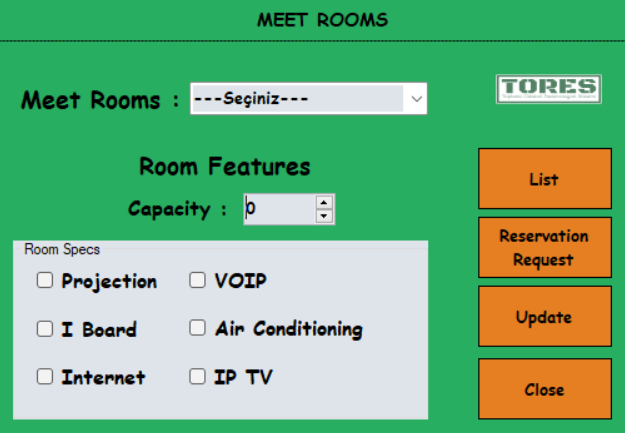 MEET ROOMS
Meet Rooms : ---Seçiniz---
TORES
Room Features
Capacity : 0
Room Specs
Projection
VOIP
I Board
Air Conditioning
Internet
IP TV
List
Reservation
Request
Update
Close